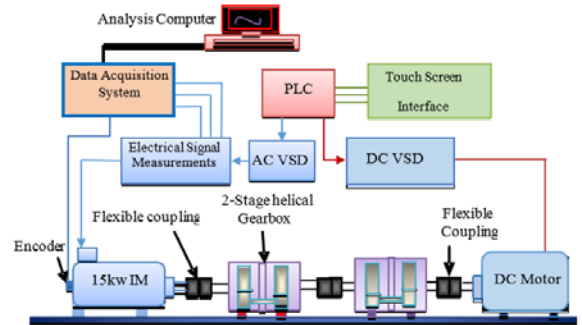 Analysis Computer
Data Acquisition
System
PLC
Touch Screen
Interface
Electrical Signal
Measurements
AC VSD
DC VSD
Flexible coupling
2-Stage helical
Gearbox
Flexible
Coupling
Encoder
15kw IM
DC Motor